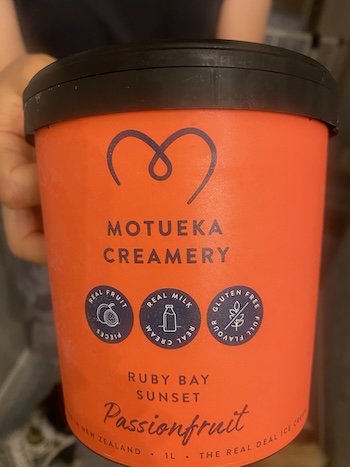 MOTUEKA
CREAMERY
REAL FRUIT
PIECES
REAL MILK
REAL CREAM
GLUTEN FREE
FULL FLAVOUR
RUBY BAY
SUNSET
Passionfruit
NEW ZEALAND • 1L • THE REAL DEAL ICE